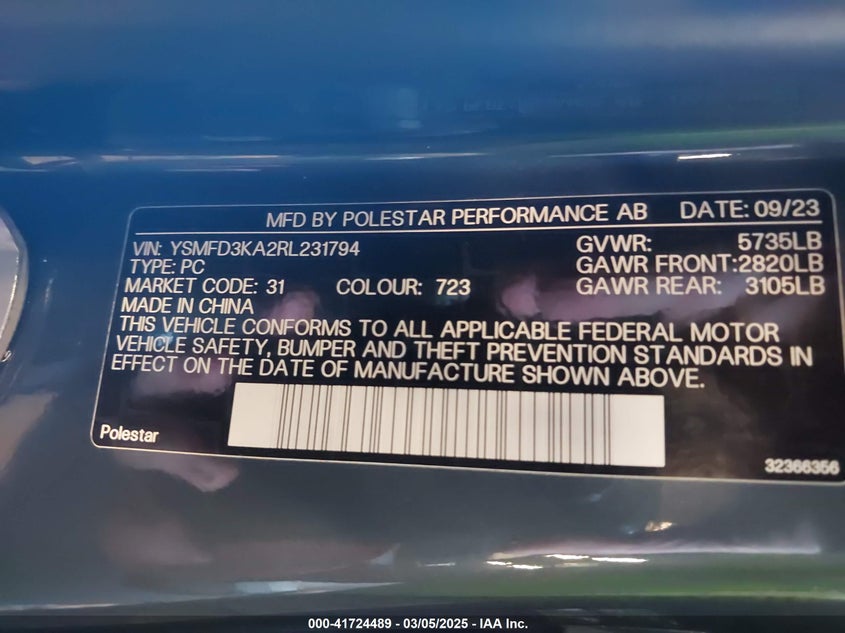 MFD BY POLESTAR PERFORMANCE AB DATE: 09/23
VIN: YSMFD3KA2RL231794 GVWR: 5735LB
TYPE: PC GAWR FRONT:2820LB
MARKET CODE: 31 COLOUR: 723 GAWR REAR: 3105LB
MADE IN CHINA
THIS VEHICLE CONFORMS TO ALL APPLICABLE FEDERAL MOTOR
VEHICLE SAFETY, BUMPER AND THEFT PREVENTION STANDARDS IN
EFFECT ON THE DATE OF MANUFACTURE SHOWN ABOVE.
Polestar
32366356
000-41724489 - 03/05/2025 - IAA Inc.